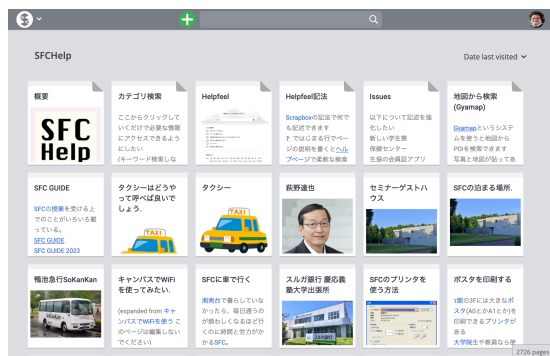 SFCHelp
Date last visited
概要
SFC
Help
カテゴリ検索
ここからクリックして
いくだけで必要な情報
にアクセスできるよう
にしたい
(キーワード検索しな
Helpfeel
Helpfeel記法
Scrapboxの記法で何で
も記述できます
? ではじまる行でペー
ジの説明を書くとヘル
プページで柔軟な検索
Issues
以下について記述を強
化したい
新しい学生寮
保健センター
生協の会員証アプリ
地図から検索
(Gyamap)
Gyamapというシステ
ムを使うと地図から
POIを検索できます
写真と地図が貼ってあ
SFC GUIDE
SFCの授業を受ける上
でのことがいろいろ載
っている。
SFC GUIDE
SFC GUIDE 2023
タクシーはどうや
って呼べば良いで
しょう.
TAXI
タクシー
TAXI
萩野達也
セミナーゲストハ
ウス
SFCの泊まる場所.
鴨池急行SoKanKan
キャンパスでWiFi
を使ってみたい.
(expanded from キャ
ンパスでWiFiを使う こ
のページは編集しない
でください)
SFCに車で行く
湘南台で暮らしていな
かったら、毎日通うの
が煩わしくなるほど行
くのに時間と労力がか
かるSFC。
スルガ銀行 慶応義
塾大学出張所
SFCのプリンタを
使う方法
ポスタを印刷する
ι館の3Fには大きなポ
スタ(A0とかA1とか)を
印刷できるプリンタが
ある
大学院生や教員なら使
2726 pages